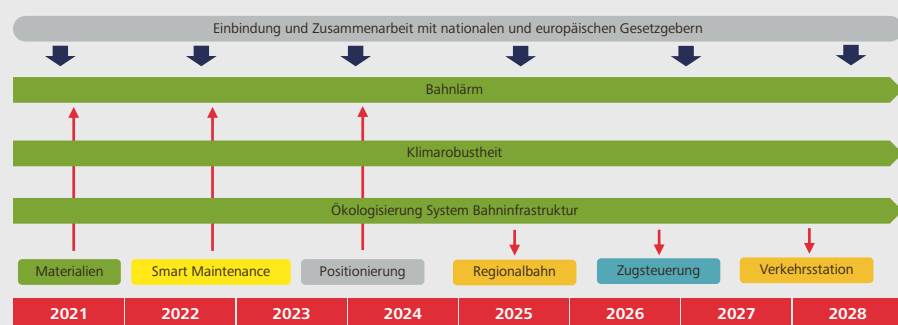 Einbindung und Zusammenarbeit mit nationalen und europäischen Gesetzgebern
Bahnlärm
Klimarobustheit
Ökologisierung System Bahninfrastruktur
Materialien
Smart Maintenance
Positionierung
Regionalbahn
Zugsteuerung
Verkehrsstation
2021
2022
2023
2024
2025
2026
2027
2028